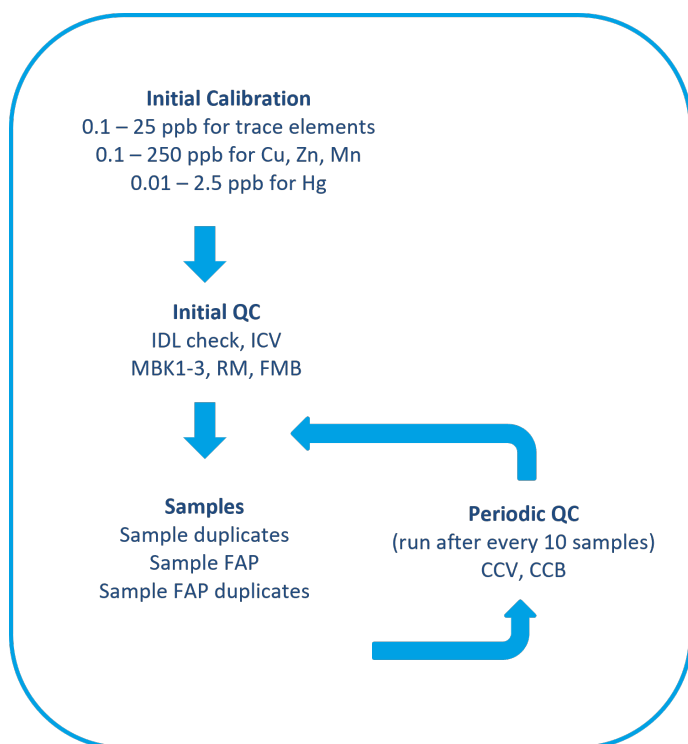 Initial Calibration
0.1 – 25 ppb for trace elements
0.1 – 250 ppb for Cu, Zn, Mn
0.01 – 2.5 ppb for Hg
Initial QC
IDL check, ICV
MBK1-3, RM, FMB
Samples
Sample duplicates
Sample FAP
Sample FAP duplicates
Periodic QC
(run after every 10 samples)
CCV, CCB